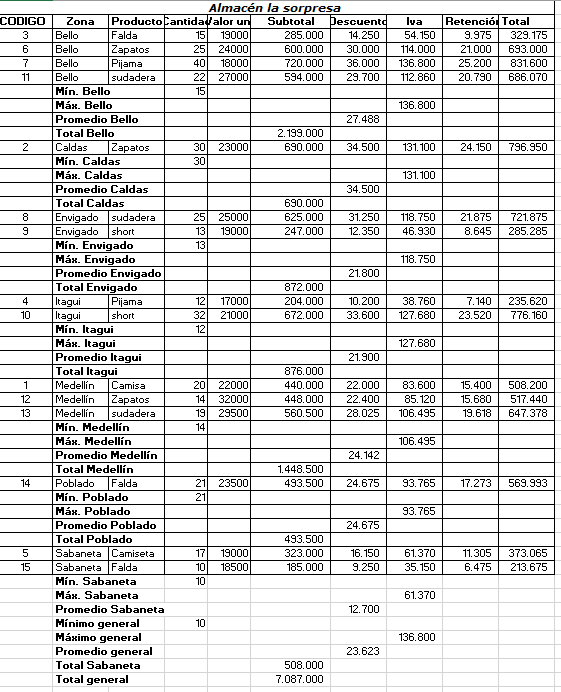 Almacén la sorpresa
CODIGO Zona Producto Cantidad Valor un Subtotal Descuento Iva Retención Total
3 Bello Falda 15 19000 285.000 14.250 54.150 9.975 329.175
6 Bello Zapatos 25 24000 600.000 30.000 114.000 21.000 693.000
7 Bello Pijama 40 18000 720.000 36.000 136.800 25.200 831.600
11 Bello sudadera 22 27000 594.000 29.700 112.860 20.790 686.070
Mín. Bello 15
Máx. Bello 136.800
Promedio Bello 27.488
Total Bello 2.199.000
2 Caldas Zapatos 30 23000 690.000 34.500 131.100 24.150 796.950
Mín. Caldas 30
Máx. Caldas 131.100
Promedio Caldas 34.500
Total Caldas 690.000
8 Envigado sudadera 25 25000 625.000 31.250 118.750 21.875 721.875
9 Envigado short 13 19000 247.000 12.350 46.930 8.645 285.285
Mín. Envigado 13
Máx. Envigado 118.750
Promedio Envigado 21.800
Total Envigado 872.000
4 Itagui Pijama 12 17000 204.000 10.200 38.760 7.140 235.620
10 Itagui short 32 21000 672.000 33.600 127.680 23.520 776.160
Mín. Itagui 12
Máx. Itagui 127.680
Promedio Itagui 21.900
Total Itagui 876.000
1 Medellín Camisa 20 22000 440.000 22.000 83.600 15.400 508.200
12 Medellín Zapatos 14 32000 448.000 22.400 85.120 15.680 517.440
13 Medellín sudadera 19 29500 560.500 28.025 106.495 19.618 647.378
Mín. Medellín 14
Máx. Medellín 106.495
Promedio Medellín 24.142
Total Medellín 1.448.500
14 Poblado Falda 21 23500 493.500 24.675 93.765 17.273 569.993
Mín. Poblado 21
Máx. Poblado 93.765
Promedio Poblado 24.675
Total Poblado 493.500
5 Sabaneta Camiseta 17 19000 323.000 16.150 61.370 11.305 373.065
15 Sabaneta Falda 10 18500 185.000 9.250 35.150 6.475 213.675
Mín. Sabaneta 10
Máx. Sabaneta 61.370
Promedio Sabaneta 12.700
Mínimo general 10
Máximo general 136.800
Promedio general 23.623
Total Sabaneta 508.000
Total general 7.087.000